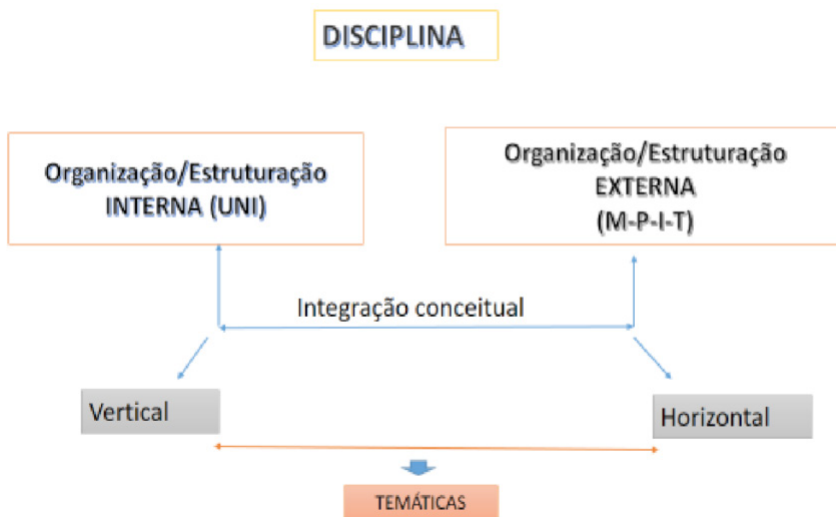 DISCIPLINA
Organização/Estruturação
INTERNA (UNI)
Organização/Estruturação
EXTERNA
(M-P-I-T)
Integração conceitual
Vertical
Horizontal
TEMÁTICAS